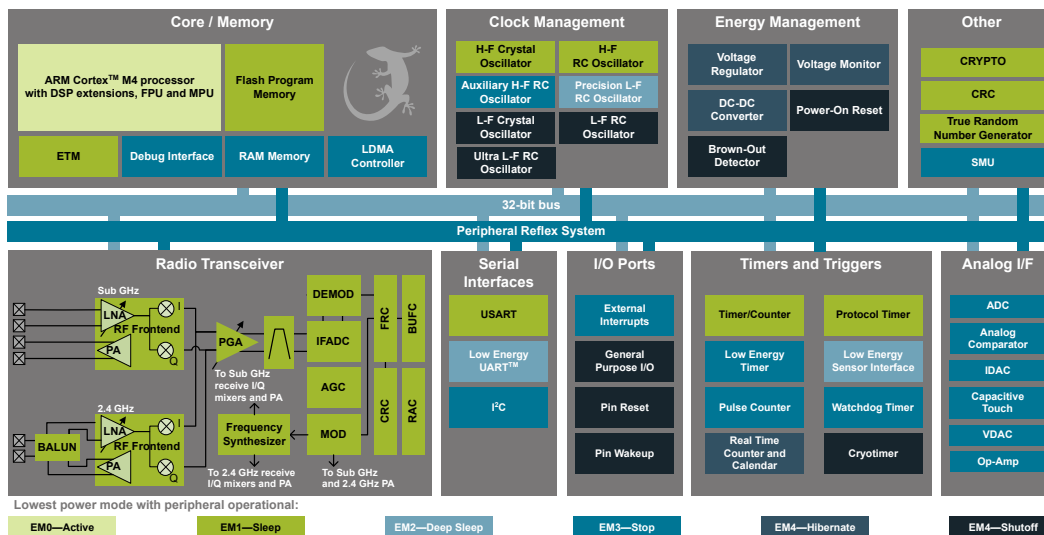 Core / Memory
ARM Cortex™ M4 processor
with DSP extensions, FPU and MPU
Flash Program
Memory
ETM
Debug Interface
RAM Memory
LDMA
Controller
Clock Management
H-F Crystal
Oscillator
H-F
RC Oscillator
Auxiliary H-F RC
Oscillator
Precision L-F
RC Oscillator
L-F Crystal
Oscillator
L-F RC
Oscillator
Ultra L-F RC
Oscillator
Energy Management
Voltage
Regulator
Voltage Monitor
DC-DC
Converter
Power-On Reset
Brown-Out
Detector
Other
CRYPTO
CRC
True Random
Number Generator
SMU
32-bit bus
Peripheral Reflex System
Radio Transceiver
Sub GHz
LNA
RF Frontend
PA
I
Q
PGA
To Sub GHz
receive I/Q
mixers and PA
2.4 GHz
BALUN
LNA
RF Frontend
PA
I
Q
Frequency
Synthesizer
To 2.4 GHz receive
I/Q mixers and PA
DEMOD
IFADC
AGC
MOD
To Sub GHz
and 2.4 GHz PA
FRC
BUFC
CRC
RAC
Serial
Interfaces
USART
Low Energy
UART™
I²C
I/O Ports
External
Interrupts
General
Purpose I/O
Pin Reset
Pin Wakeup
Timers and Triggers
Timer/Counter
Protocol Timer
Low Energy
Timer
Low Energy
Sensor Interface
Pulse Counter
Watchdog Timer
Real Time
Counter and
Calendar
Cryotimer
Analog I/F
ADC
Analog
Comparator
IDAC
Capacitive
Touch
VDAC
Op-Amp
Lowest power mode with peripheral operational:
EM0—Active
EM1—Sleep
EM2—Deep Sleep
EM3—Stop
EM4—Hibernate
EM4—Shutoff